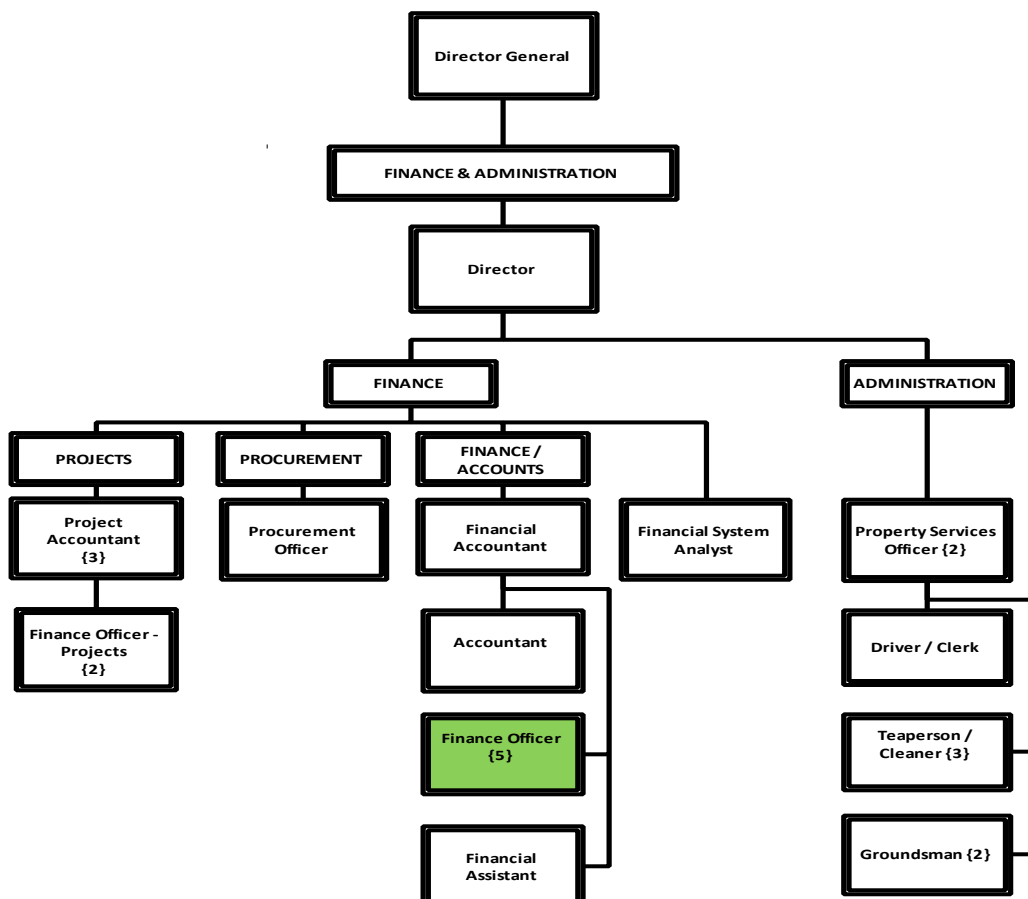 Director General
FINANCE & ADMINISTRATION
Director
FINANCE
ADMINISTRATION
PROJECTS
PROCUREMENT
FINANCE /
ACCOUNTS
Project
Accountant
{3}
Procurement
Officer
Financial
Accountant
Financial System
Analyst
Property Services
Officer {2}
Finance Officer -
Projects
{2}
Accountant
Driver / Clerk
Finance Officer
{5}
Teaperson /
Cleaner {3}
Financial
Assistant
Groundsman {2}